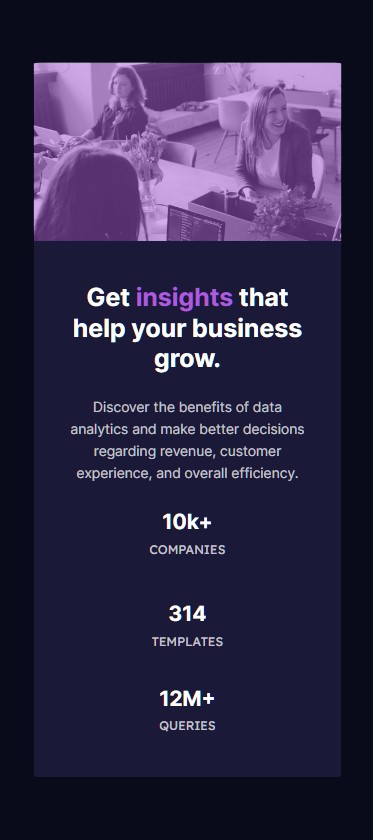 Get insights that
help your business
grow.
Discover the benefits of data
analytics and make better decisions
regarding revenue, customer
experience, and overall efficiency.
10k+
COMPANIES
314
TEMPLATES
12M+
QUERIES